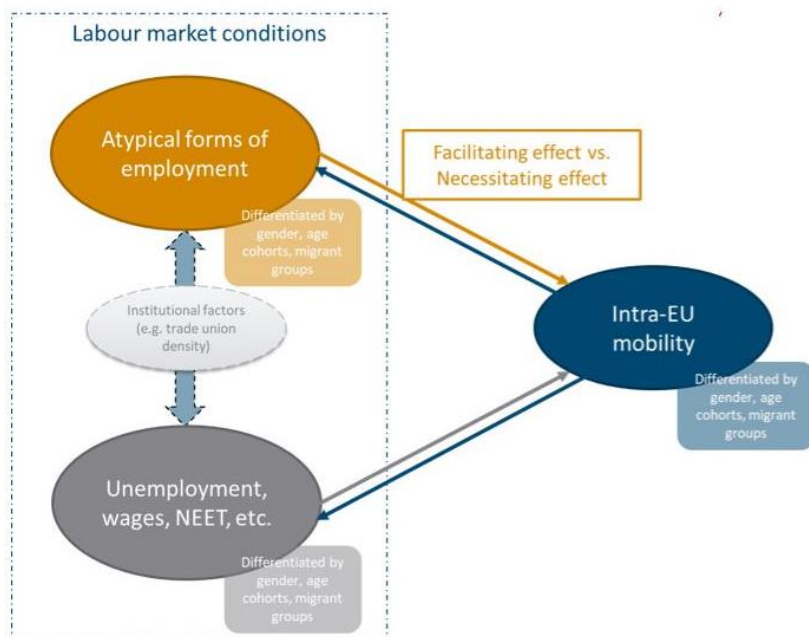 Labour market conditions
Atypical forms of
employment
Differentiated by
gender, age
cohorts, migrant
groups
Facilitating effect vs.
Necessitating effect
Institutional factors
(e.g. trade union
density)
Intra-EU
mobility
Differentiated by
gender, age
cohorts, migrant
groups
Unemployment,
wages, NEET, etc.
Differentiated by
gender, age
cohorts, migrant
groups